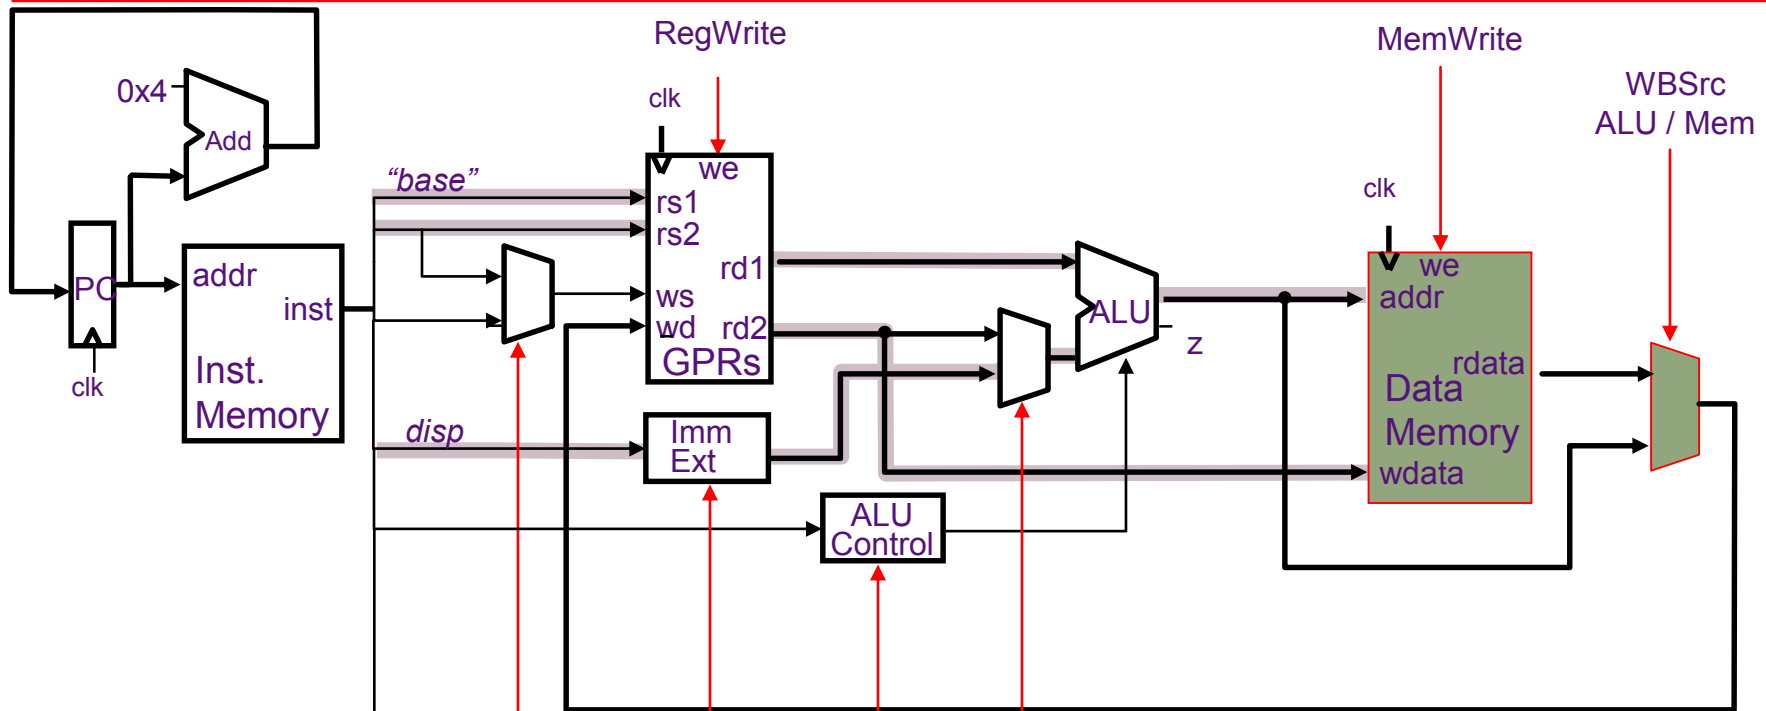 RegWrite
MemWrite
WBSrc
ALU / Mem
0x4
Add
clk
"base"
we
rs1
rs2
rd1
ws
wd
rd2
GPRs
PC
clk
addr
inst
Inst.
Memory
disp
Imm
Ext
ALU
Control
ALU
z
clk
we
addr
rdata
Data
Memory
wdata